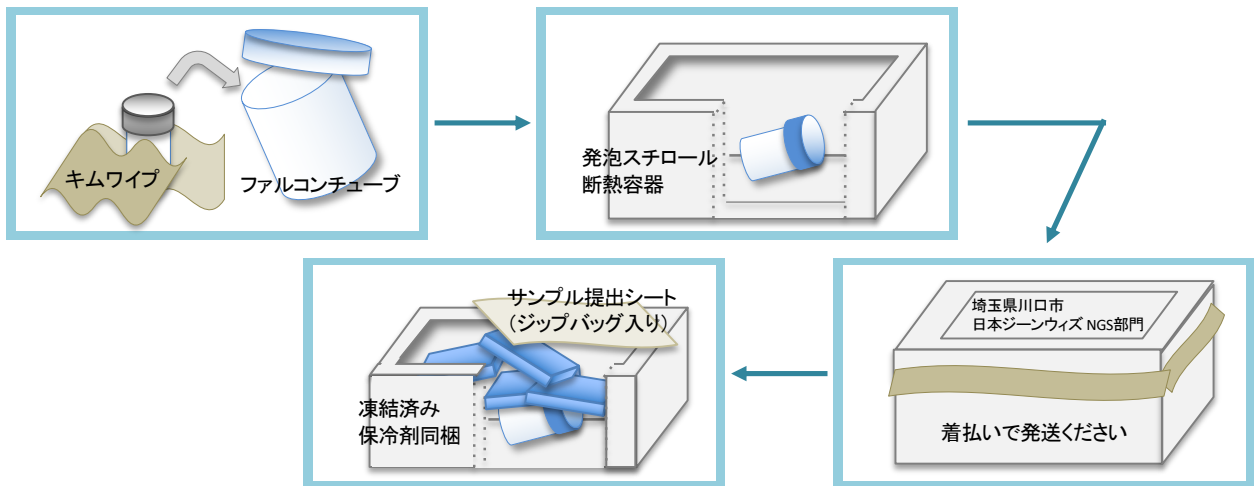 キムワイプ
ファルコンチューブ
発泡スチロール
断熱容器
サンプル提出シート
（ジップバッグ入り）
凍結済み
保冷剤同梱
埼玉県川口市
日本ジーンウィズ NGS部門
着払いで発送ください